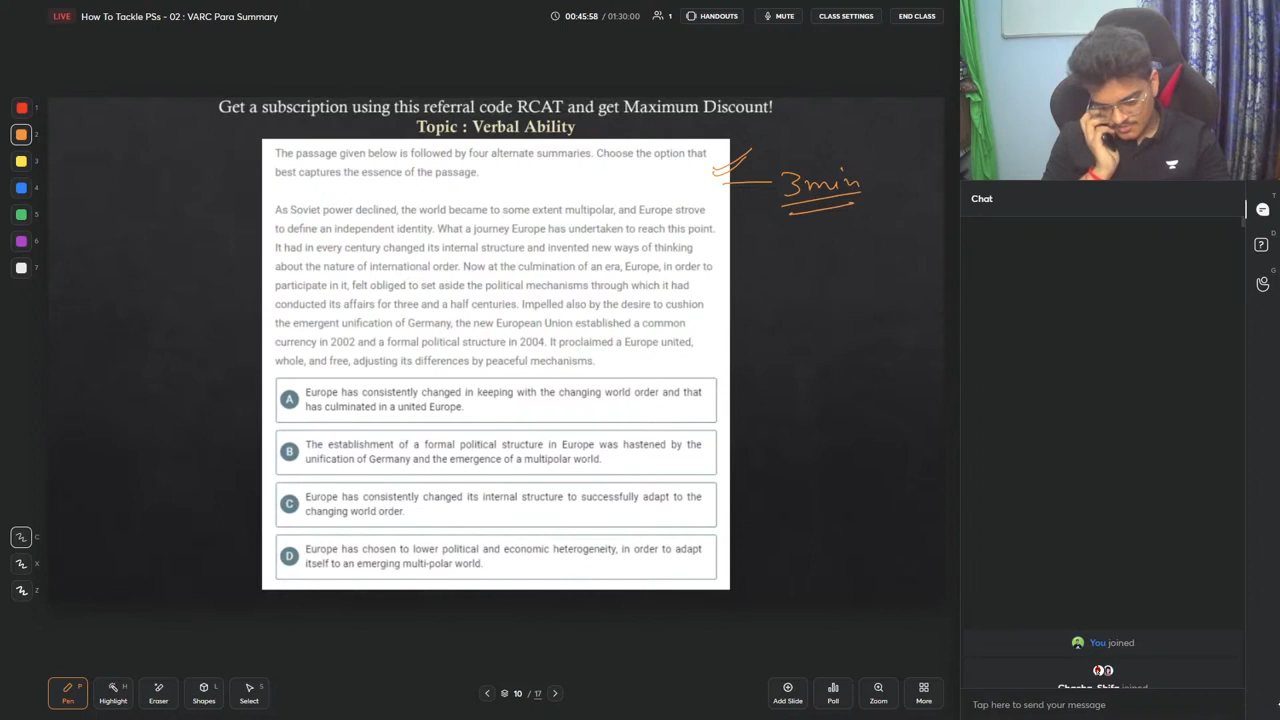 LIVE How To Tackle PSs - 02 : VARC Para Summary 00:45:58 / 01:30:00 1 HANDOUTS MUTE CLASS SETTINGS END CLASS
Get a subscription using this referral code RCAT and get Maximum Discount!
Topic : Verbal Ability
The passage given below is followed by four alternate summaries. Choose the option that
best captures the essence of the passage.
3min
As Soviet power declined, the world became to some extent multipolar, and Europe strove
to define an independent identity. What a journey Europe has undertaken to reach this point.
It had in every century changed its internal structure and invented new ways of thinking
about the nature of international order. Now at the culmination of an era, Europe, in order to
participate in it, felt obliged to set aside the political mechanisms through which it had
conducted its affairs for three and a half centuries. Impelled also by the desire to cushion
the emergent unification of Germany, the new European Union established a common
currency in 2002 and a formal political structure in 2004. It proclaimed a Europe united,
whole, and free, adjusting its differences by peaceful mechanisms.
A Europe has consistently changed in keeping with the changing world order and that
has culminated in a united Europe.
B The establishment of a formal political structure in Europe was hastened by the
unification of Germany and the emergence of a multipolar world.
C Europe has consistently changed its internal structure to successfully adapt to the
changing world order.
D Europe has chosen to lower political and economic heterogeneity, in order to adapt
itself to an emerging multi-polar world.
1
2
3
4
5
6
7
C
X
Z
Chat
T
D
G
You joined
Shifa joined
Tap here to send your message
P
H
L
S
Pen Highlight Eraser Shapes Select
10 / 17
Add Slide Poll Zoom More